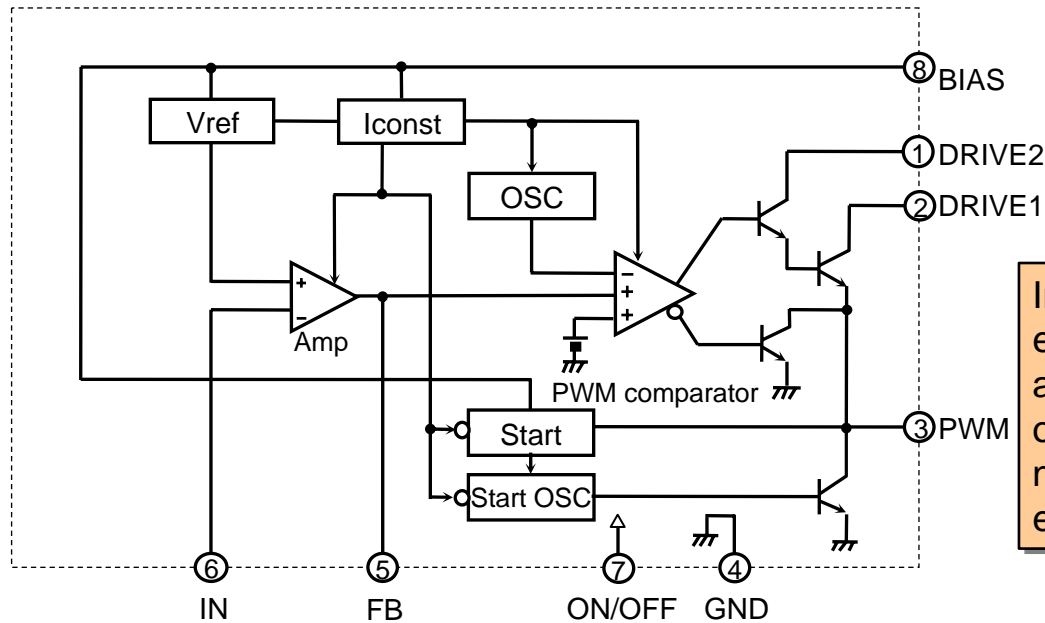 8 BIAS
Vref
Iconst
1 DRIVE2
OSC
2 DRIVE1
+
−
Amp
−
+
+
PWM comparator
Start
3 PWM
Start OSC
6
5
7
4
IN
FB
ON/OFF
GND